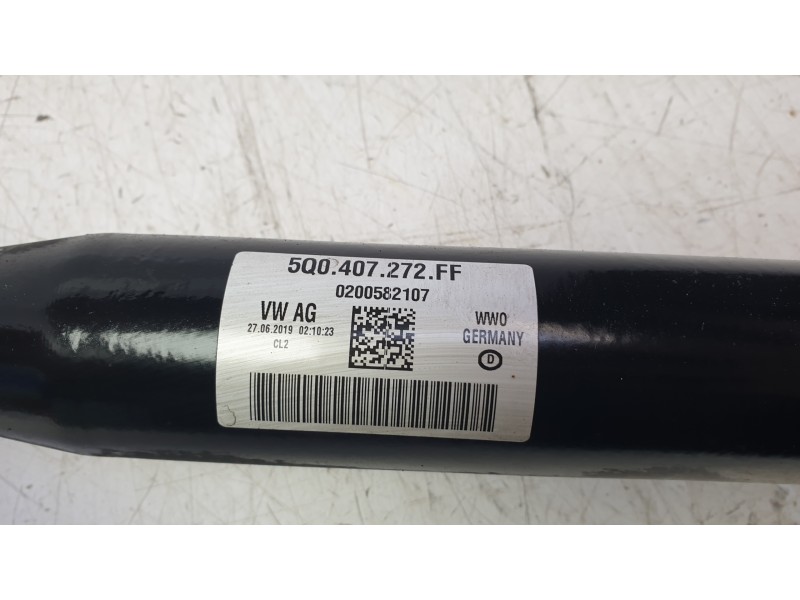 5Q0.407.272.FF
0200582107
VW AG
27.06.2019 02:10:23
CL2
WWO
GERMANY
D